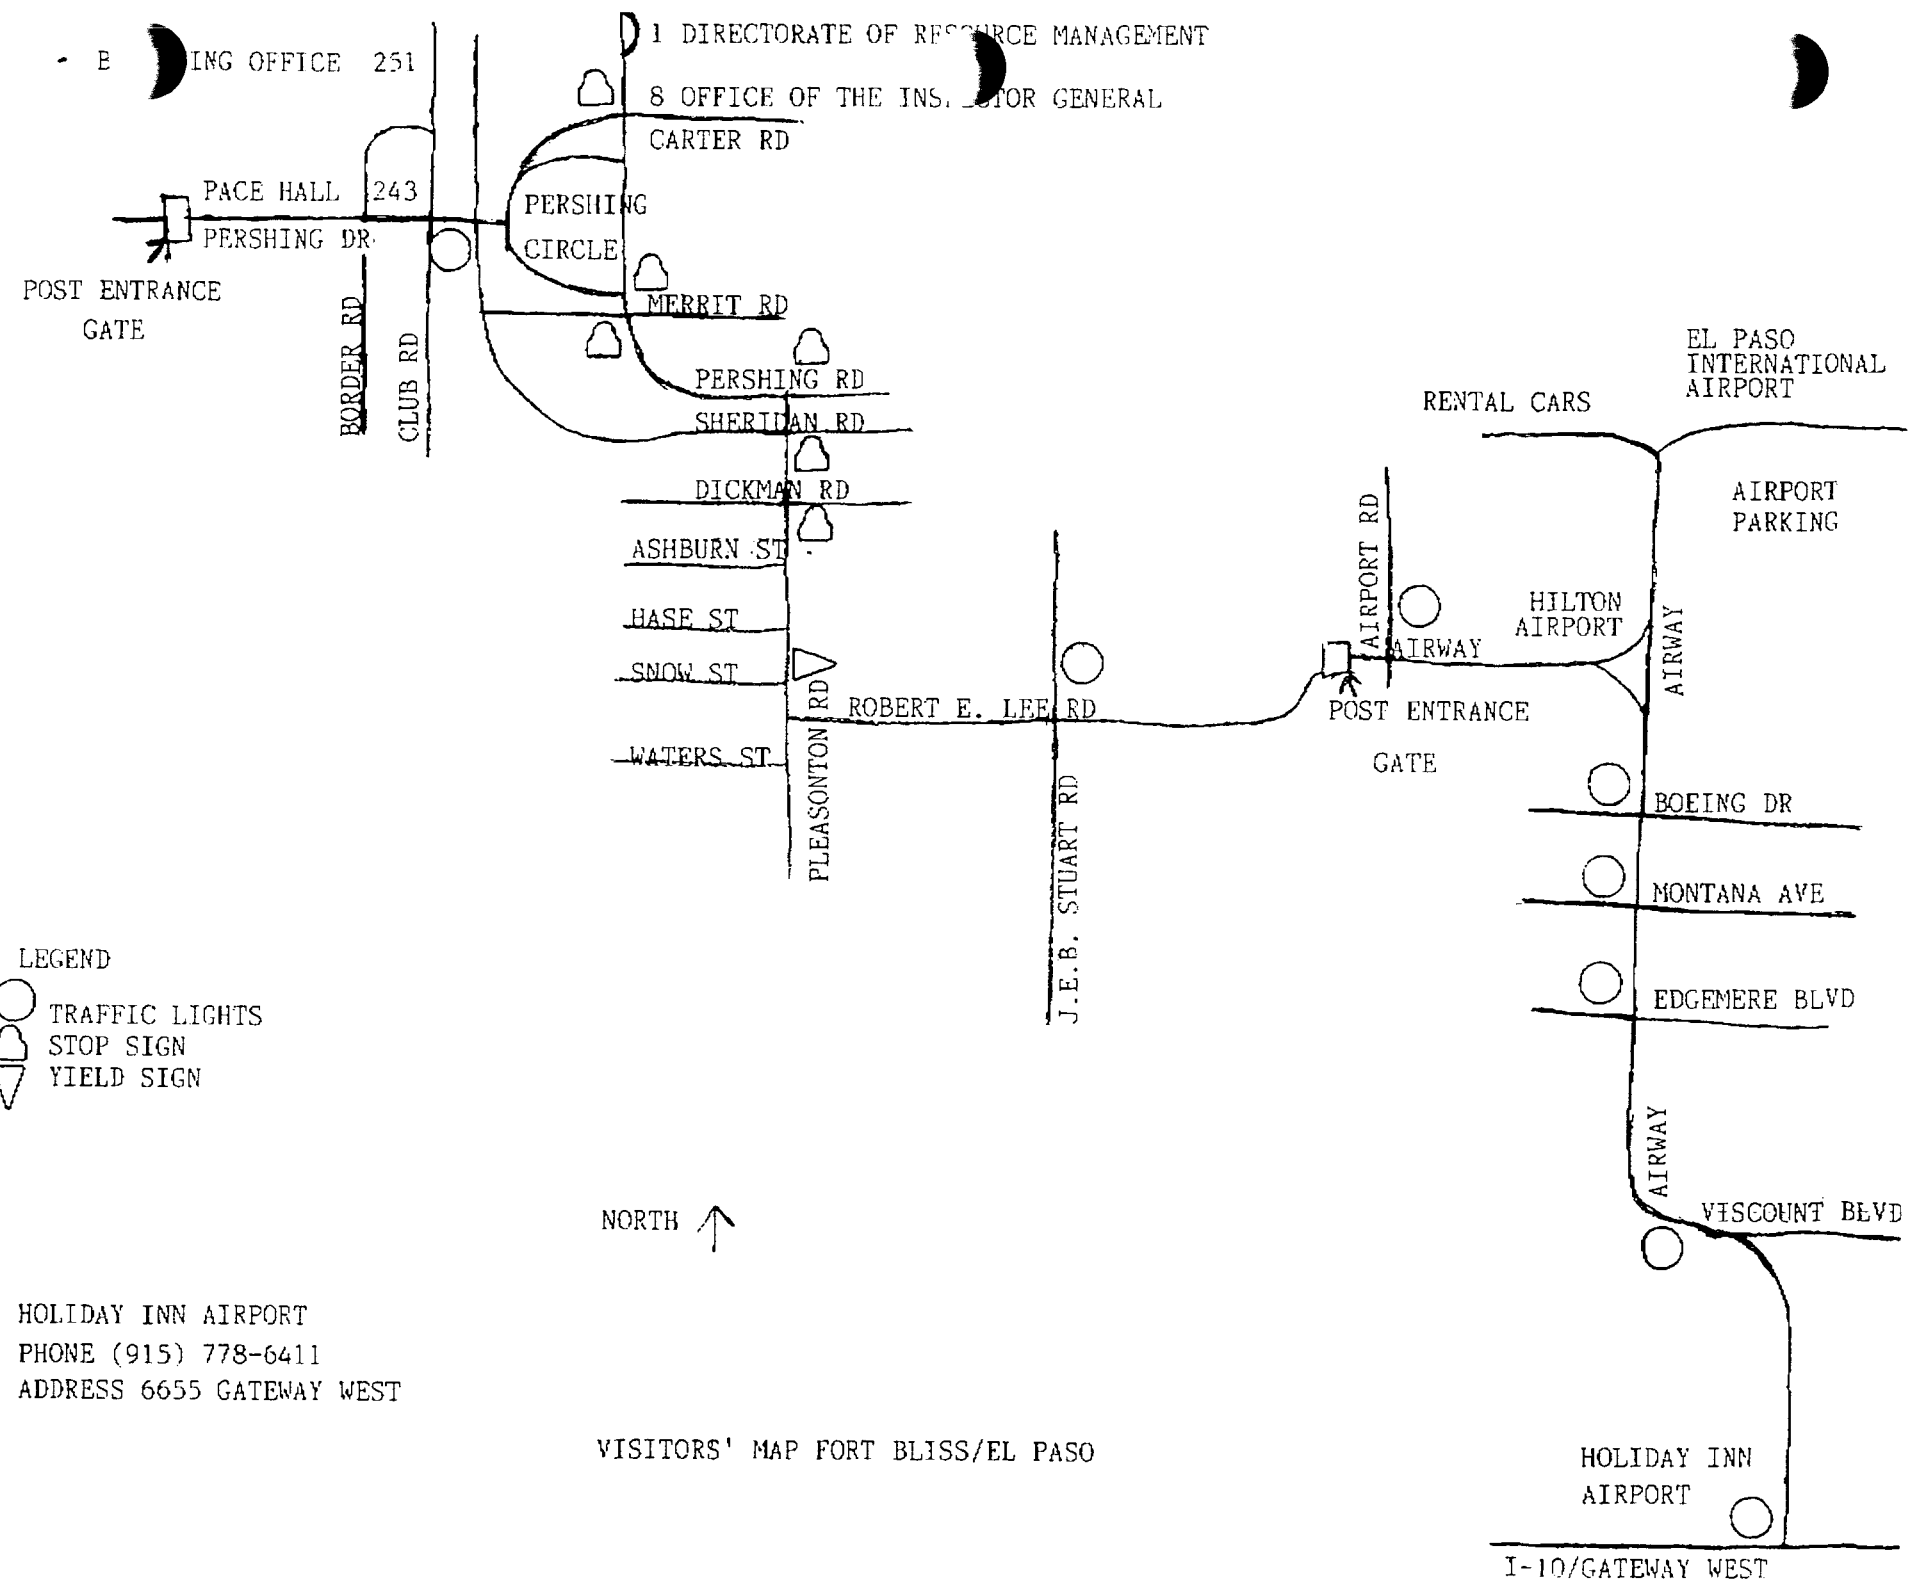 ING OFFICE 251
1 DIRECTORATE OF MANAGEMENT
8 OFFICE OF THE GENERAL
CARTER RD
PACE HALL 243
PERSHING DR
PERSHING
CIRCLE
POST ENTRANCE
GATE
BORDER RD
CLUB RD
MERRIT RD
PERSHING RD
SHERIDAN RD
DICKMAN RD
ASHBURN ST
HASE ST
SNOW ST
WATERS ST
PLEASONTON RD
ROBERT E. LEE RD
J.E.B. STUART RD
EL PASO
INTERNATIONAL
AIRPORT
RENTAL CARS
AIRPORT
PARKING
AIRPORT RD
HILTON
AIRPORT
AIRWAY
AIRWAY
POST ENTRANCE
GATE
BOEING DR
MONTANA AVE
EDGEMERE BLVD
AIRWAY
VISCOUNT BLVD
LEGEND
TRAFFIC LIGHTS
STOP SIGN
YIELD SIGN
NORTH
HOLIDAY INN AIRPORT
PHONE (915) 778-6411
ADDRESS 6655 GATEWAY WEST
VISITORS' MAP FORT BLISS/EL PASO
HOLIDAY INN
AIRPORT
I-10/GATEWAY WEST